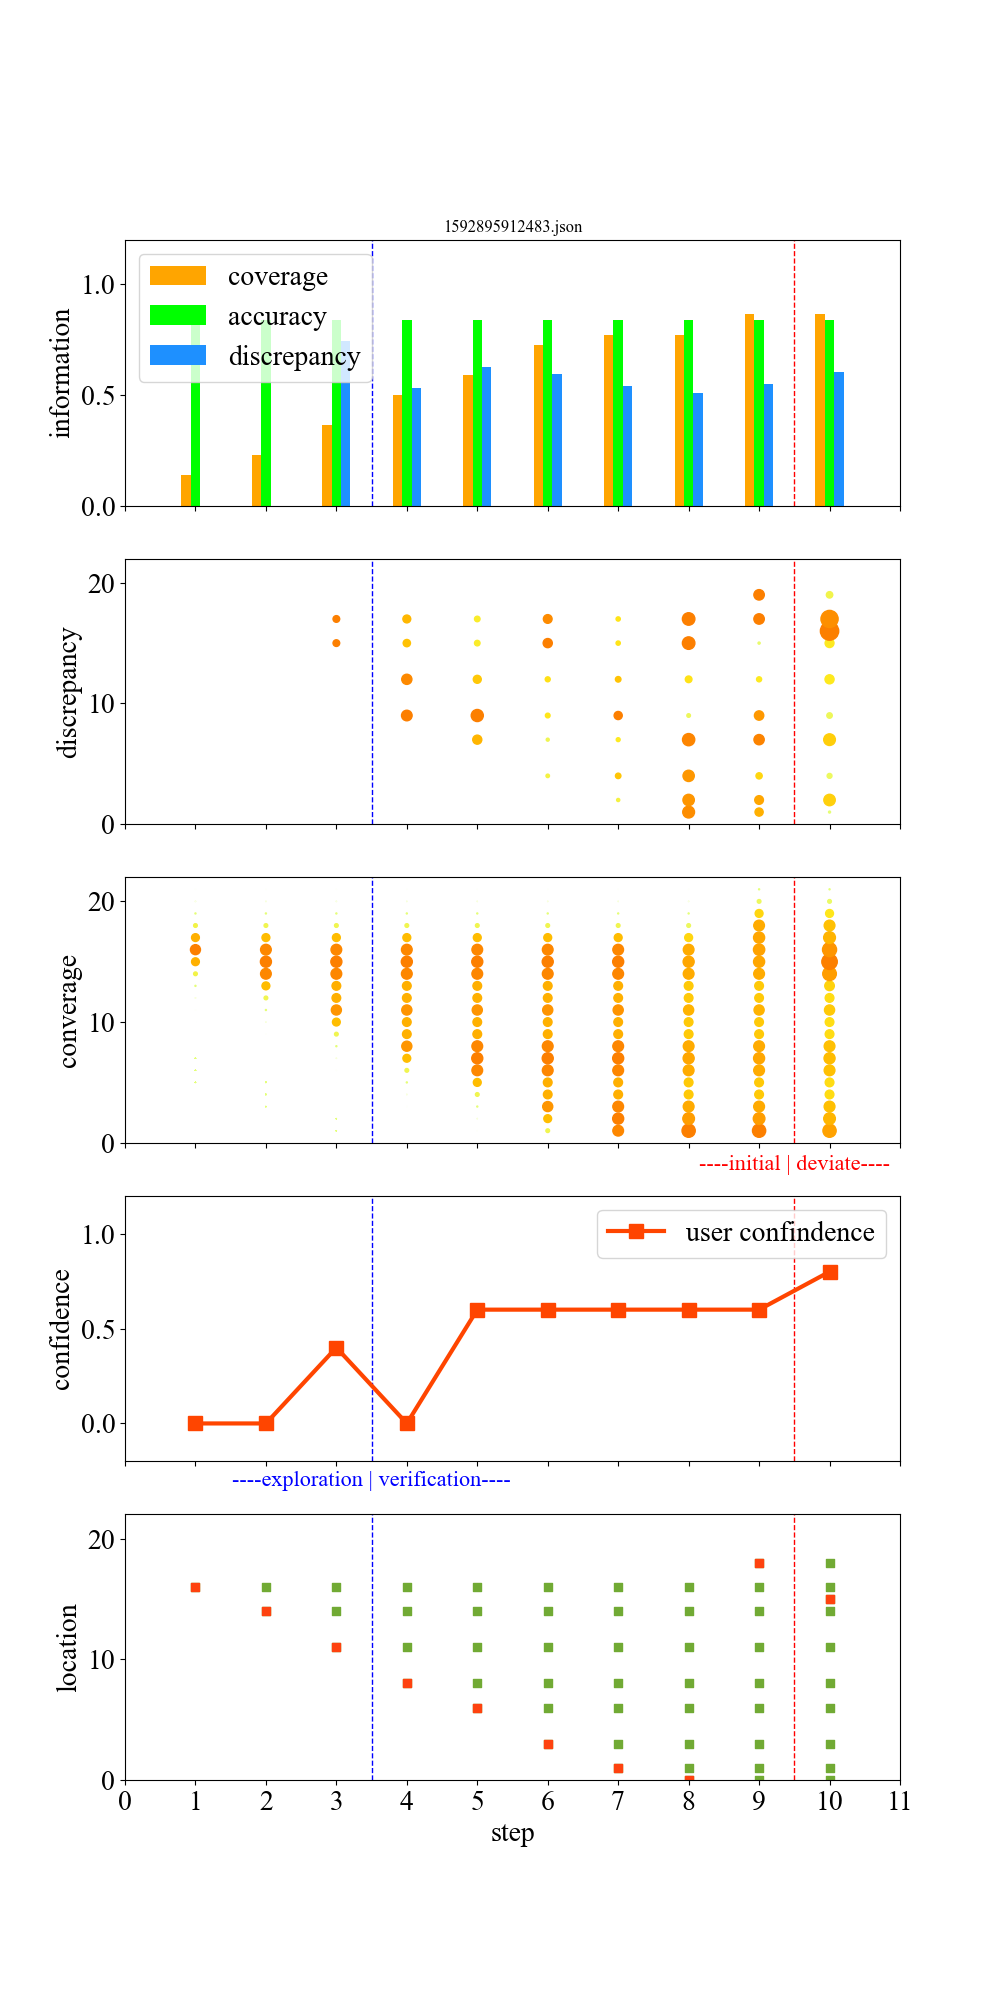 1592895912483.json
coverage
accuracy
discrepancy
information
1.0
0.5
0.0
discrepancy
20
10
0
converage
20
10
0
----initial | deviate----
user confindence
confidence
1.0
0.5
0.0
----exploration | verification----
location
20
10
0
0 1 2 3 4 5 6 7 8 9 10 11
step